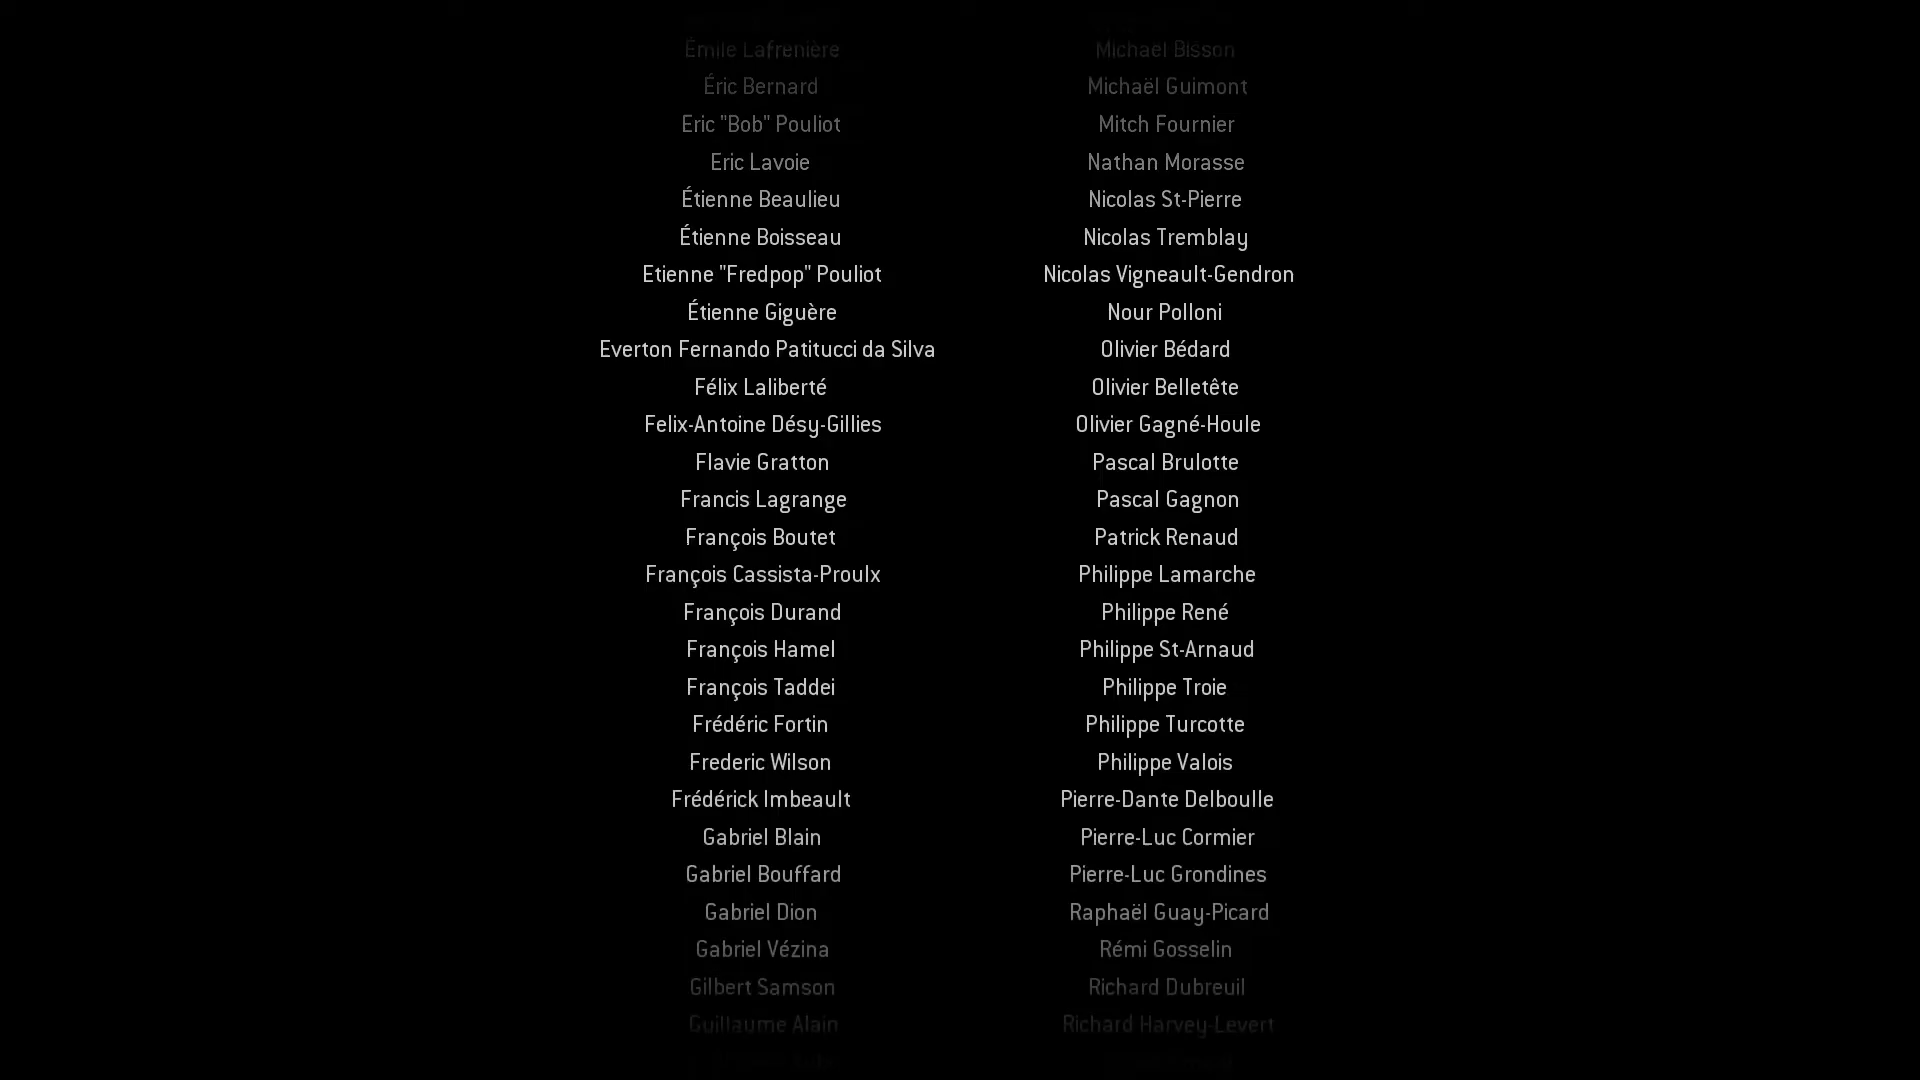 Émile Lafrenière
Éric Bernard
Eric "Bob" Pouliot
Eric Lavoie
Étienne Beaulieu
Étienne Boisseau
Etienne "Fredpop" Pouliot
Étienne Giguère
Everton Fernando Patitucci da Silva
Félix Laliberté
Felix-Antoine Désy-Gillies
Flavie Gratton
Francis Lagrange
François Boutet
François Cassista-Proulx
François Durand
François Hamel
François Taddei
Frédéric Fortin
Frederic Wilson
Frédérick Imbeault
Gabriel Blain
Gabriel Bouffard
Gabriel Dion
Gabriel Vézina
Gilbert Samson
Guillaume Alain
Michaël Bisson
Michaël Guimont
Mitch Fournier
Nathan Morasse
Nicolas St-Pierre
Nicolas Tremblay
Nicolas Vigneault-Gendron
Nour Polloni
Olivier Bédard
Olivier Belletête
Olivier Gagné-Houle
Pascal Brulotte
Pascal Gagnon
Patrick Renaud
Philippe Lamarche
Philippe René
Philippe St-Arnaud
Philippe Troie
Philippe Turcotte
Philippe Valois
Pierre-Dante Delboulle
Pierre-Luc Cormier
Pierre-Luc Grondines
Raphaël Guay-Picard
Rémi Gosselin
Richard Dubreuil
Richard Harvey-Levert